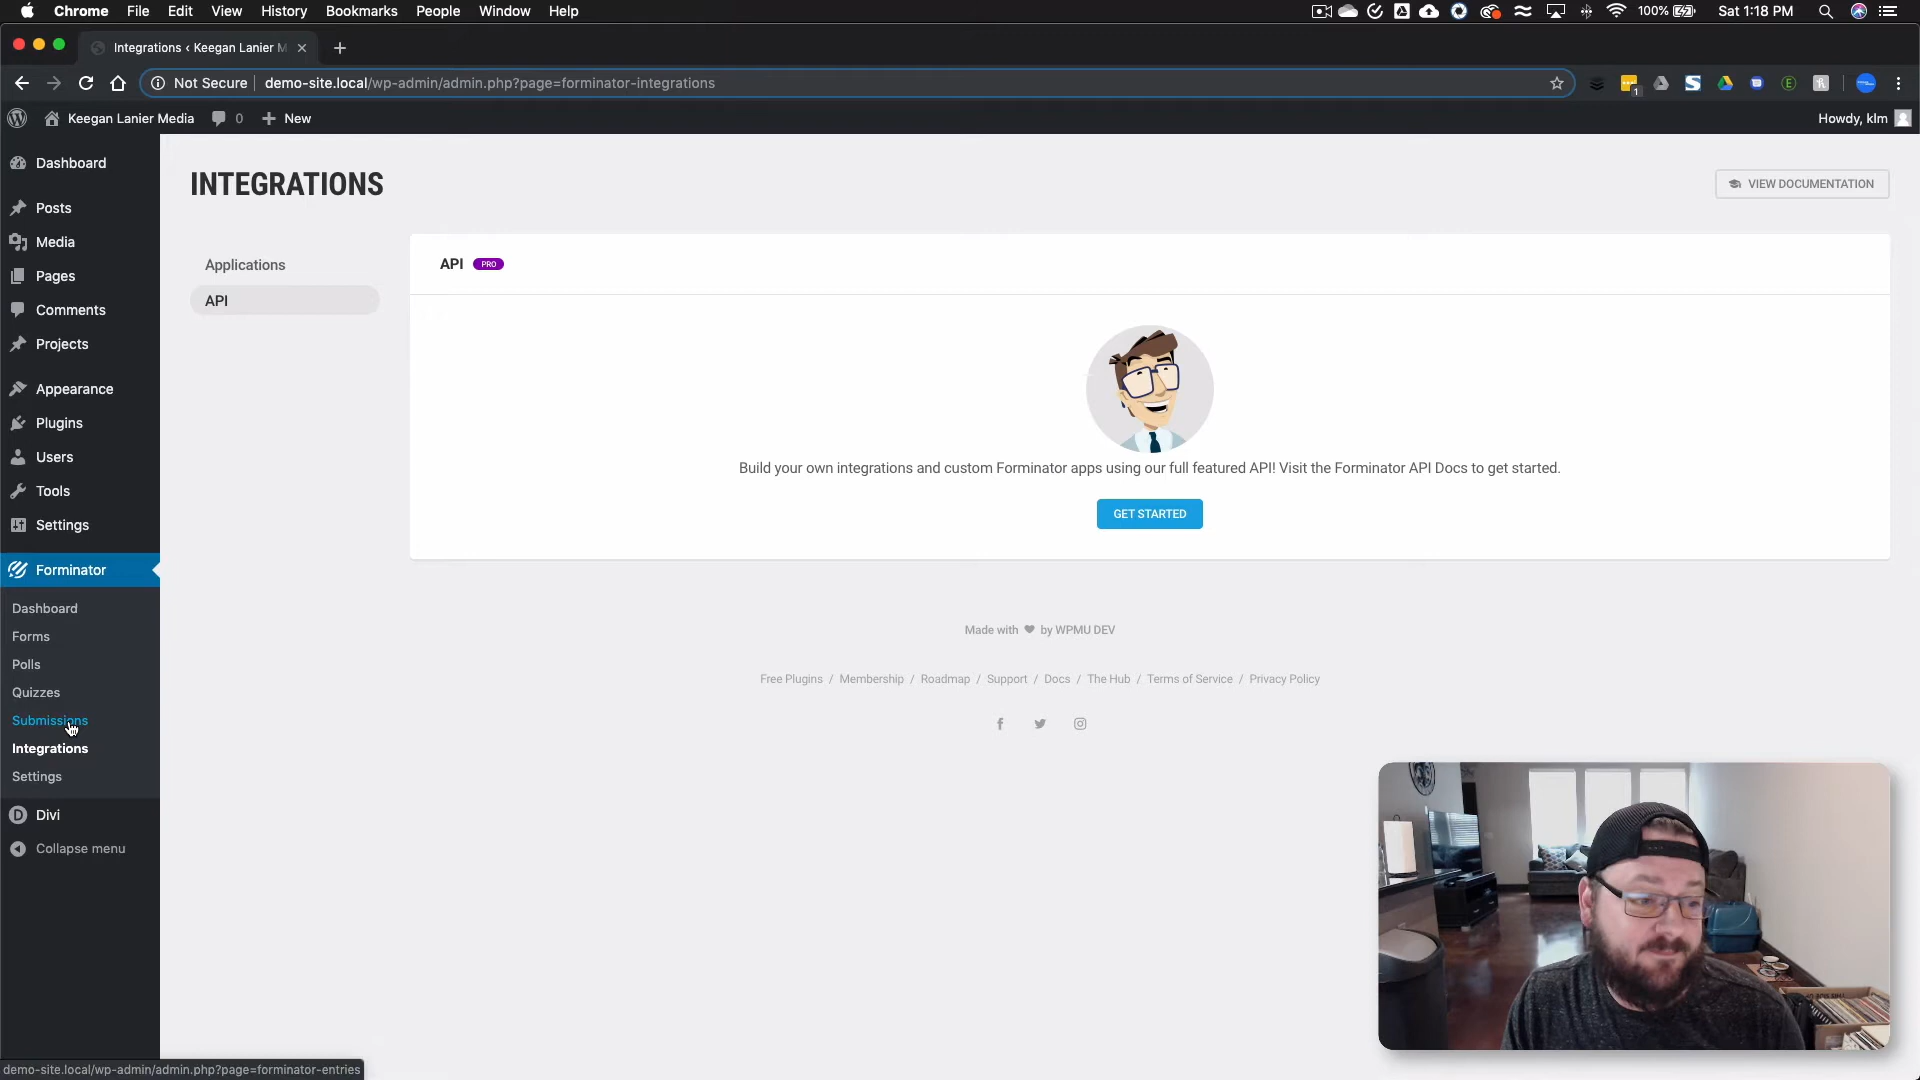 Chrome File Edit View History Bookmarks People Window Help 100% Sat 1:18 PM
Integrations ‹ Keegan Lanier M
Not Secure demo-site.local/wp-admin/admin.php?page=forminator-integrations
Keegan Lanier Media 0 New Howdy, klm
Dashboard
Posts
Media
Pages
Comments
Projects
Appearance
Plugins
Users
Tools
Settings
Forminator
Dashboard
Forms
Polls
Quizzes
Submissions
Integrations
Settings
Divi
Collapse menu
INTEGRATIONS
VIEW DOCUMENTATION
Applications
API
API PRO
Build your own integrations and custom Forminator apps using our full featured API! Visit the Forminator API Docs to get started.
GET STARTED
Made with ♥ by WPMU DEV
Free Plugins / Membership / Roadmap / Support / Docs / The Hub / Terms of Service / Privacy Policy
demo-site.local/wp-admin/admin.php?page=forminator-entries